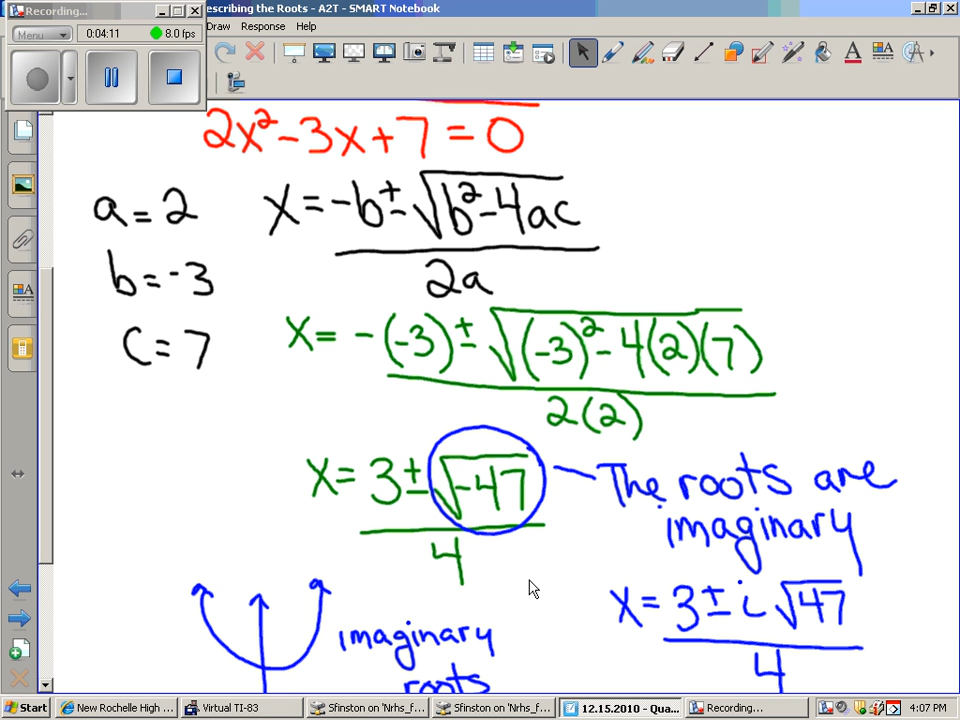 Recording...
escribing the Roots - A2T - SMART Notebook
Menu
0:04:11
8.0 fps
Draw Response Help
2x²-3x+7=0
a=2
x=-b±√b²-4ac
2a
b=-3
c=7
x=-(-3)±√(-3)²-4(2)(7)
2(2)
x=3±√-47
4
The roots are
imaginary
x=3±i√47
4
imaginary
roots
Start
New Rochelle High ...
Virtual TI-83
Sfinston on 'Nrhs_f...
Sfinston on 'Nrhs_f...
12.15.2010 - Qua...
Recording...
4:07 PM